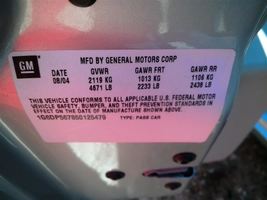 GM
MFD BY GENERAL MOTORS CORP
DATE GVWR GAWR FRT GAWR RR
08/04 2119 KG 1013 KG 1106 KG
4671 LB 2233 LB 2438 LB
THIS VEHICLE CONFORMS TO ALL APPLICABLE U.S. FEDERAL MOTOR
VEHICLE SAFETY, BUMPER, AND THEFT PREVENTION STANDARDS
IN EFFECT ON THE DATE OF MANUFACTURE SHOWN ABOVE.
TYPE: PASS CAR